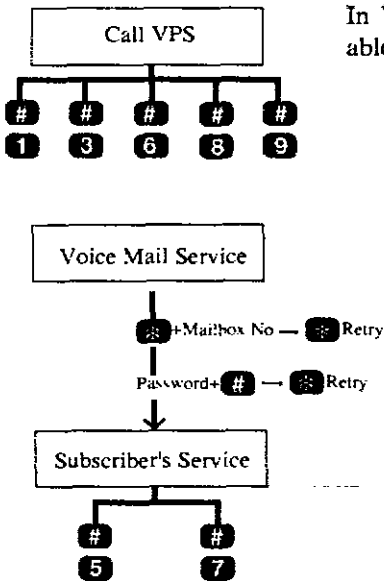 In
able
Call VPS
# # # # #
1 3 6 8 9
Voice Mail Service
*+Mailbox No — * Retry
Password+ # → * Retry
Subscriber's Service
# #
5 7